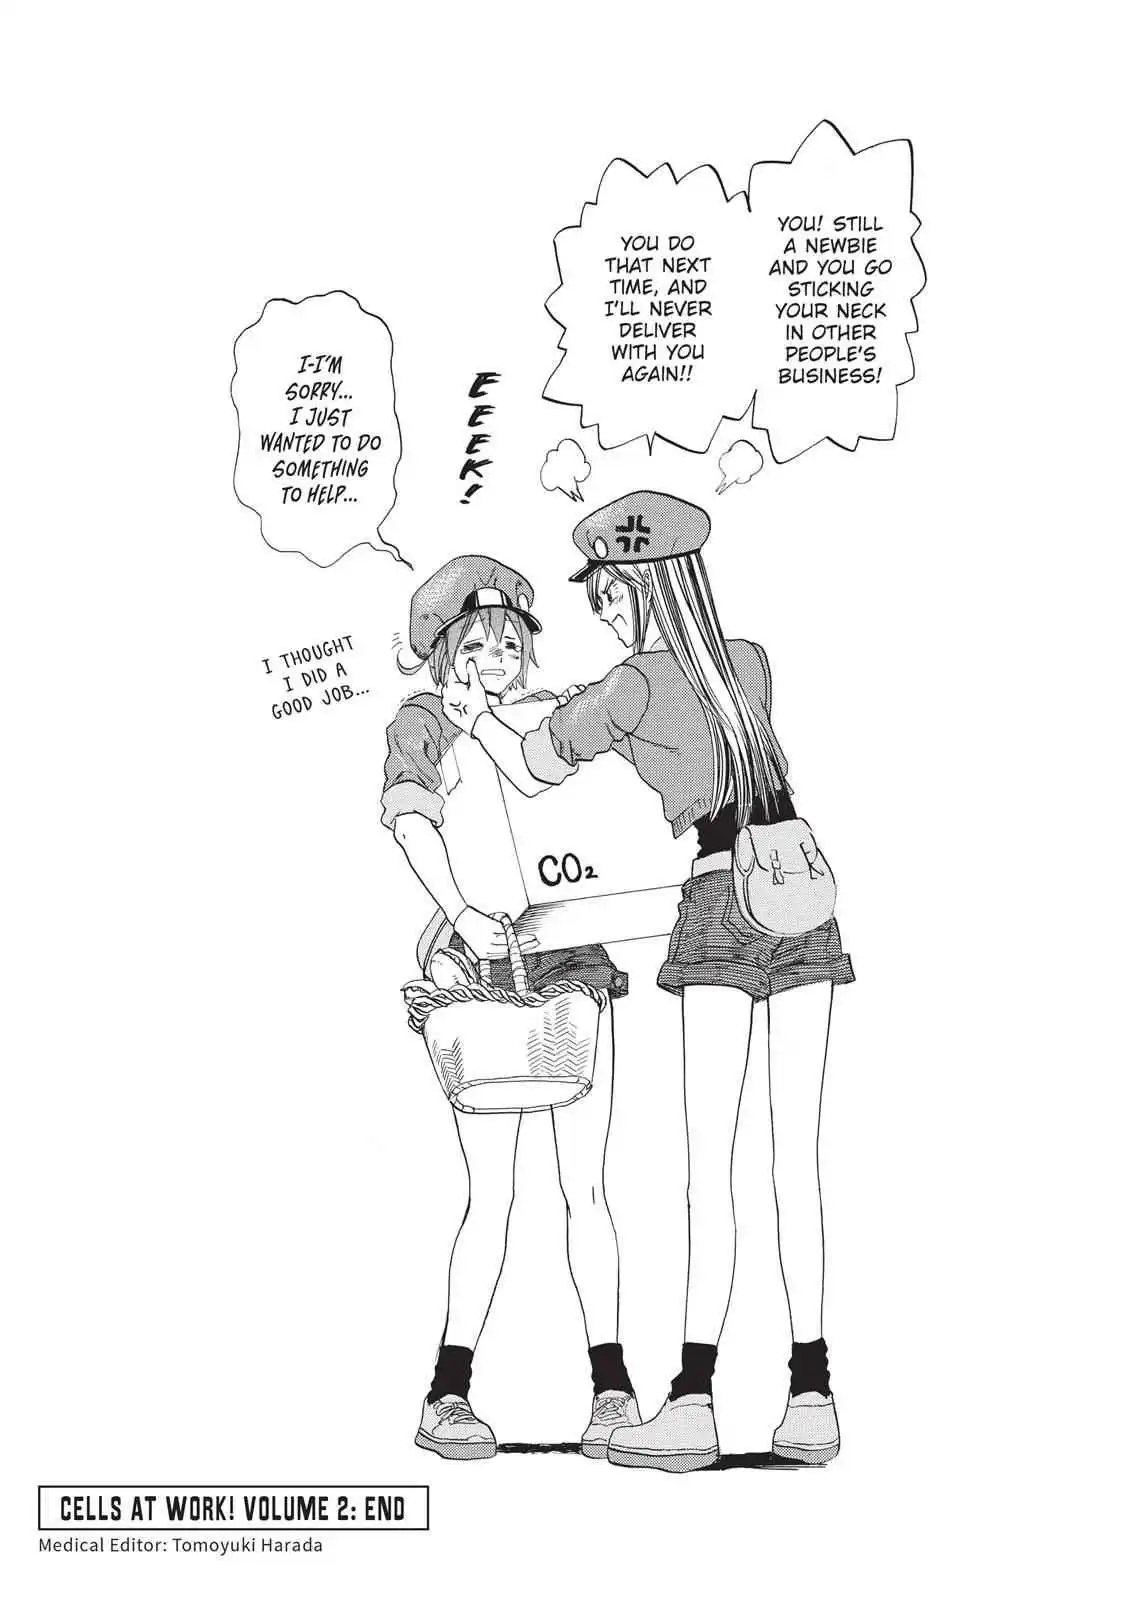 YOU! STILL
A NEWBIE
AND YOU GO
STICKING
YOUR NECK
IN OTHER
PEOPLE'S
BUSINESS!
YOU DO
THAT NEXT
TIME, AND
I'LL NEVER
DELIVER
WITH YOU
AGAIN!!
EEEK!
I-I'M
SORRY...
I JUST
WANTED TO DO
SOMETHING
TO HELP...
I THOUGHT
I DID A
GOOD JOB...
CO₂
CELLS AT WORK! VOLUME 2: END
Medical Editor: Tomoyuki Harada